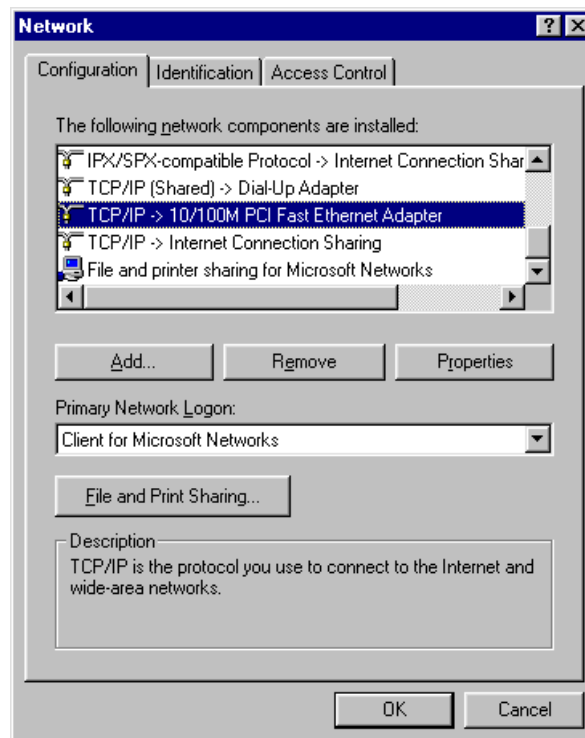 Network
Configuration Identification Access Control
The following network components are installed:
IPX/SPX-compatible Protocol -> Internet Connection Shar
TCP/IP (Shared) -> Dial-Up Adapter
TCP/IP -> 10/100M PCI Fast Ethernet Adapter
TCP/IP -> Internet Connection Sharing
File and printer sharing for Microsoft Networks
Add... Remove Properties
Primary Network Logon:
Client for Microsoft Networks
File and Print Sharing...
Description
TCP/IP is the protocol you use to connect to the Internet and
wide-area networks.
OK Cancel